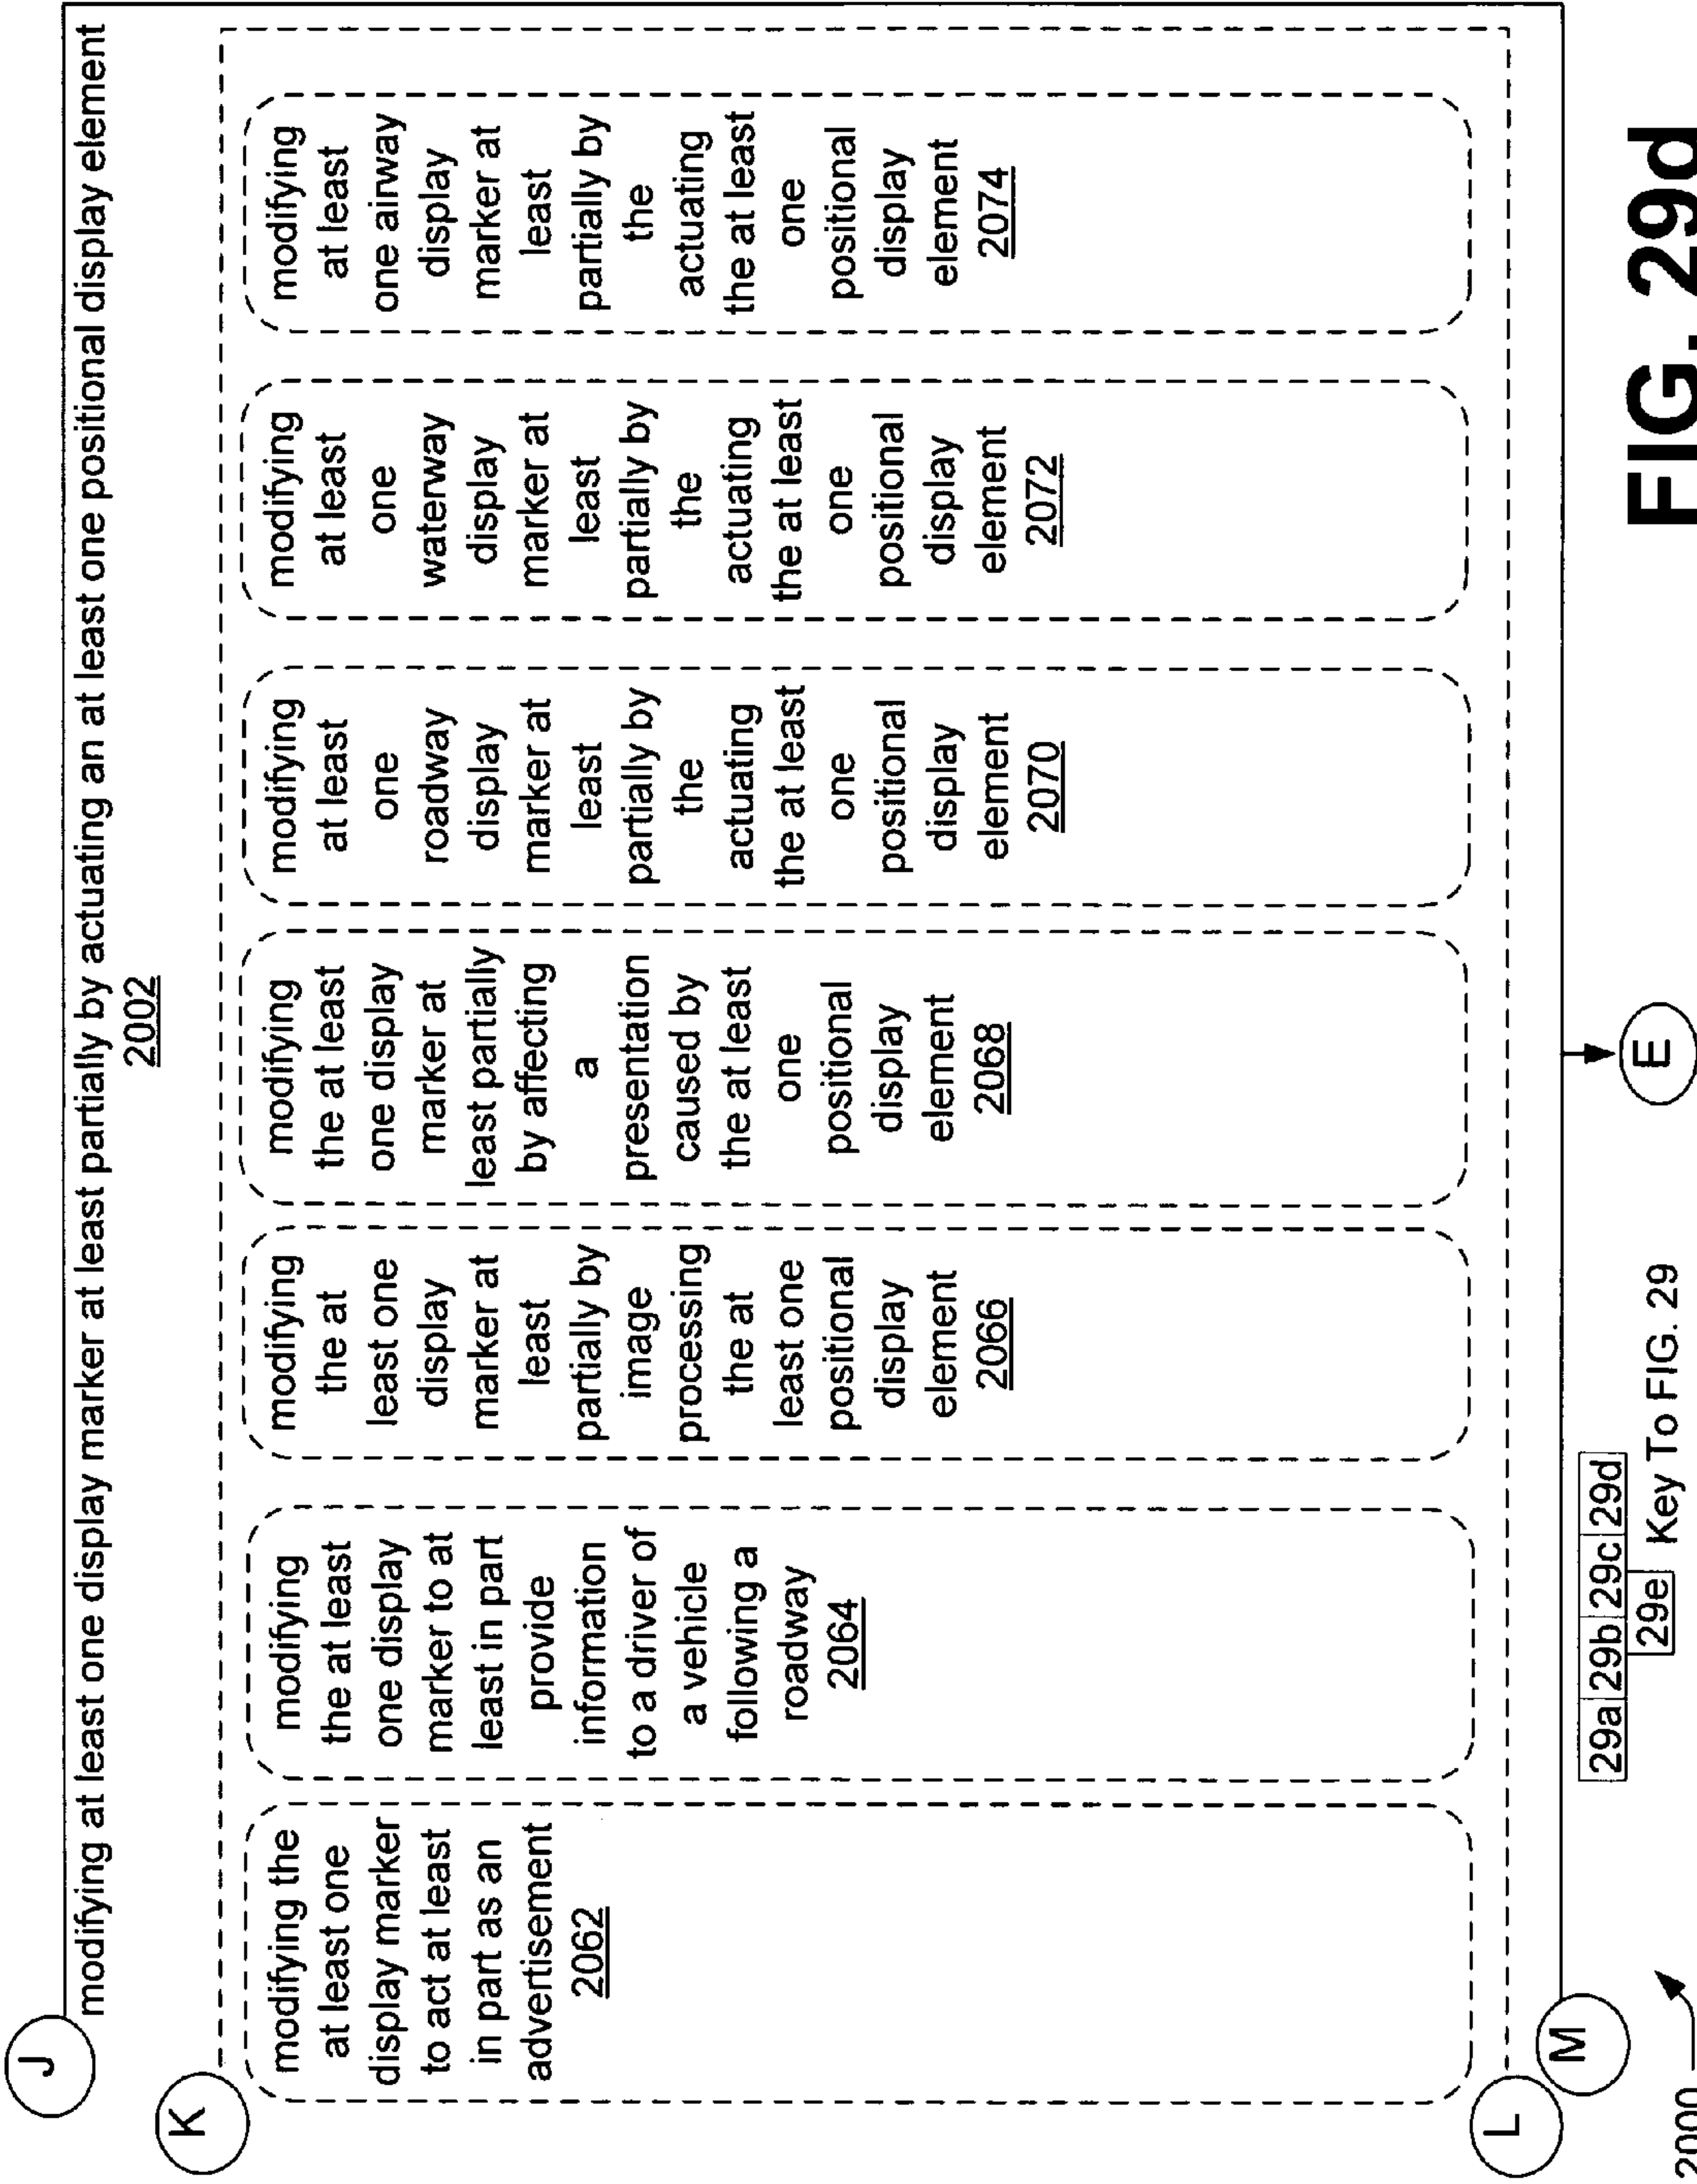 J
modifying at least one display marker at least partially by actuating an at least one positional display element
2002
K
modifying the
at least one
display marker
to act at least
in part as an
advertisement
2062
modifying
the at least
one display
marker to at
least in part
provide
information
to a driver of
a vehicle
following a
roadway
2064
modifying
the at
least one
display
marker at
least
partially by
image
processing
the at
least one
positional
display
element
2066
modifying
the at least
one display
marker at
least partially
by affecting
a
presentation
caused by
the at least
one
positional
display
element
2068
modifying
at least
one
roadway
display
marker at
least
partially by
the
actuating
the at least
one
positional
display
element
2070
modifying
at least
one
waterway
display
marker at
least
partially by
the
actuating
the at least
one
positional
display
element
2072
modifying
at least
one airway
display
marker at
least
partially by
the
actuating
the at least
one
positional
display
element
2074
L
M
E
29a 29b 29c 29d
29e Key To FIG. 29
2000
FIG. 29d